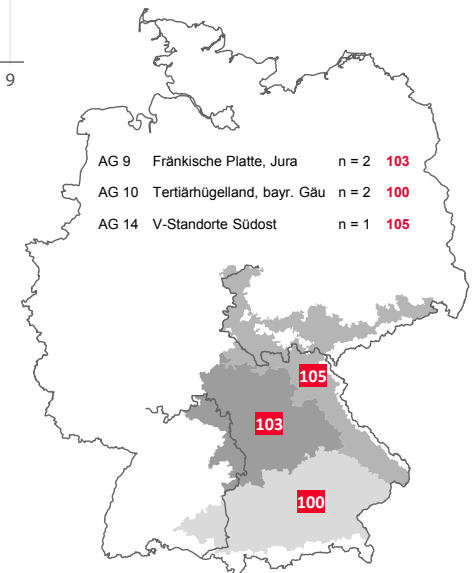 9
AG 9 Fränkische Platte, Jura n = 2 103
AG 10 Tertiärhügelland, bayr. Gäu n = 2 100
AG 14 V-Standorte Südost n = 1 105
105
103
100